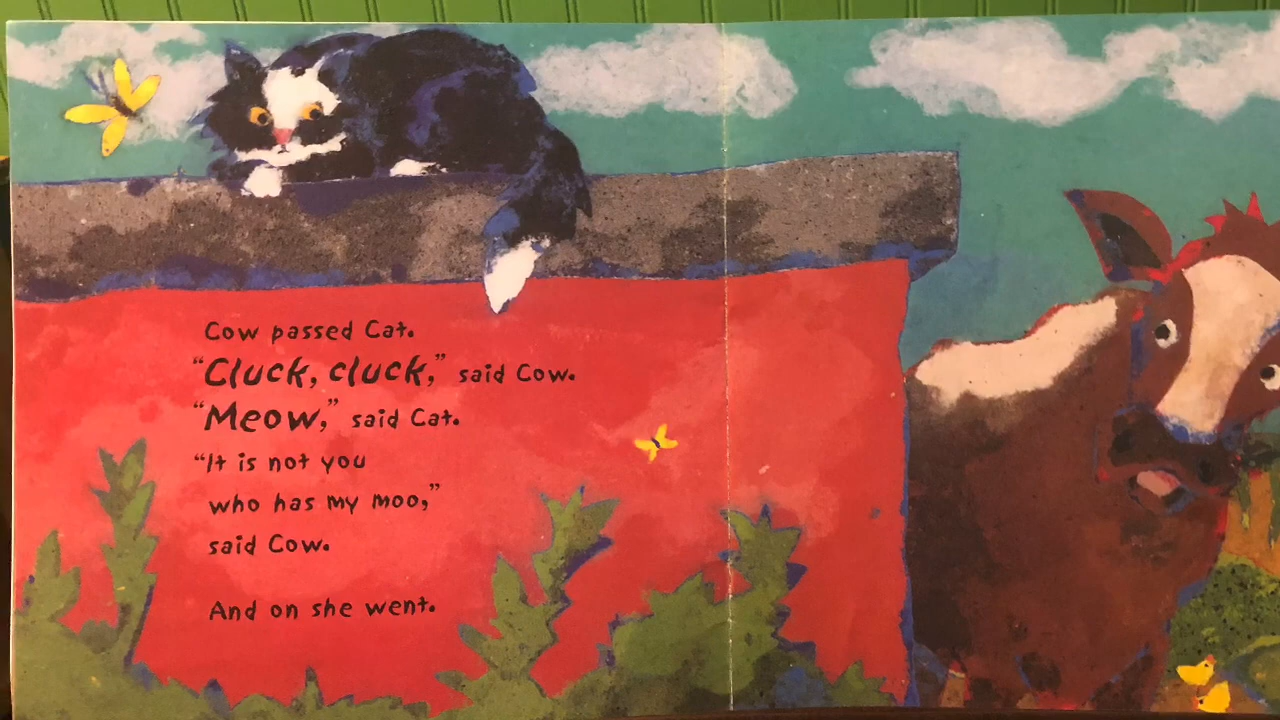 Cow passed Cat.
“Cluck, cluck,” said Cow.
“Meow,” said Cat.
“It is not you
who has my moo,”
said Cow.
And on she went.